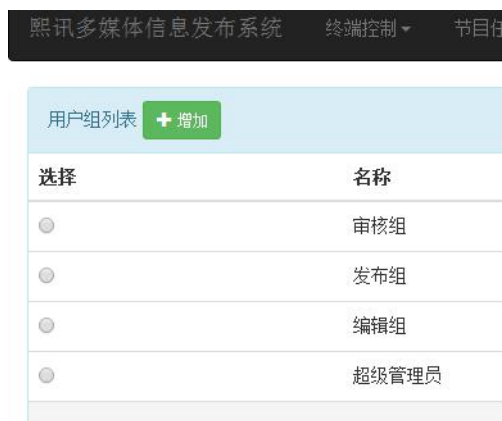 熙讯多媒体信息发布系统 终端控制 节目任
用户组列表 增加
选择 名称
审核组
发布组
编辑组
超级管理员